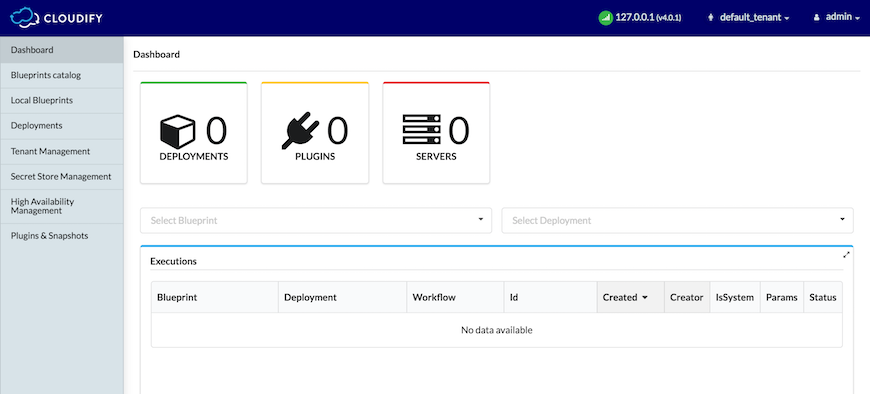 CLOUDIFY
127.0.0.1 (v4.0.1)
default_tenant
admin
Dashboard
Blueprints catalog
Local Blueprints
Deployments
Tenant Management
Secret Store Management
High Availability
Management
Plugins & Snapshots
Dashboard
0
DEPLOYMENTS
0
PLUGINS
0
SERVERS
Select Blueprint
Select Deployment
Executions
Blueprint Deployment Workflow Id Created Creator IsSystem Params Status
No data available